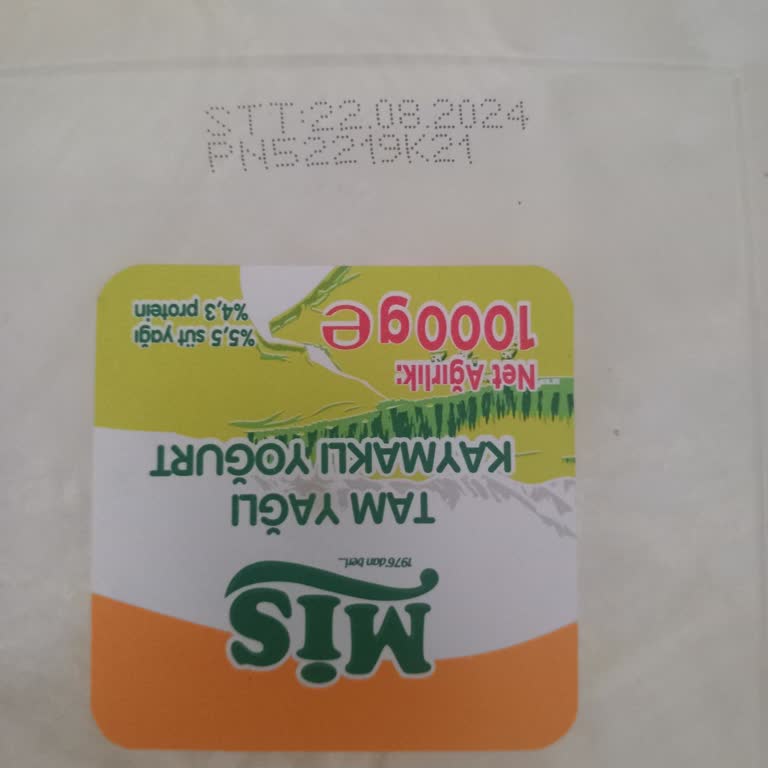 STT:22.08.2024
PN52219K21
MİS
1976'dan beri...
TAM YAĞLI
KAYMAKLI YOĞURT
Net Ağırlık:
1000g ℮
%5,5 süt yağı
%4,3 protein